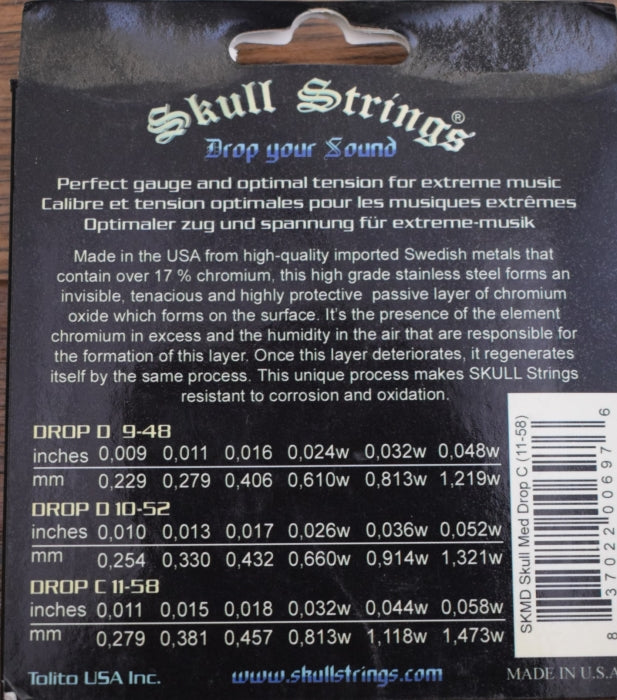 Skull Strings®
Drop your Sound
Perfect gauge and optimal tension for extreme music
Calibre et tension optimales pour les musiques extrêmes
Optimaler zug und spannung für extreme-musik
Made in the USA from high-quality imported Swedish metals that
contain over 17 % chromium, this high grade stainless steel forms an
invisible, tenacious and highly protective passive layer of chromium
oxide which forms on the surface. It's the presence of the element
chromium in excess and the humidity in the air that are responsible for
the formation of this layer. Once this layer deteriorates, it regenerates
itself by the same process. This unique process makes SKULL Strings
resistant to corrosion and oxidation.
DROP D 9-48
inches 0,009 0,011 0,016 0,024w 0,032w 0,048w
mm 0,229 0,279 0,406 0,610w 0,813w 1,219w
DROP D 10-52
inches 0,010 0,013 0,017 0,026w 0,036w 0,052w
mm 0,254 0,330 0,432 0,660w 0,914w 1,321w
DROP C 11-58
inches 0,011 0,015 0,018 0,032w 0,044w 0,058w
mm 0,279 0,381 0,457 0,813w 1,118w 1,473w
SKMD Skull Med Drop C (11-58)
8 37022 00697 6
Tolito USA Inc.
www.skullstrings.com
MADE IN U.S.A